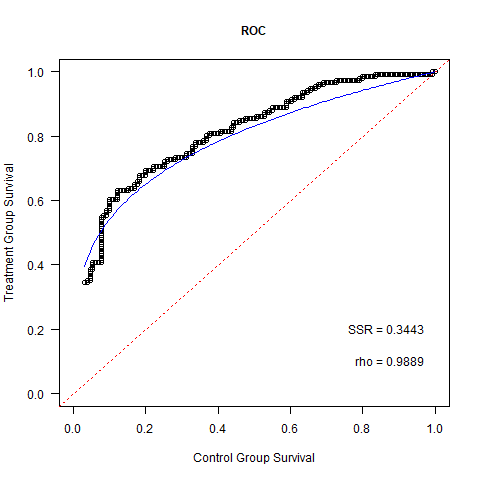 ROC
Treatment Group Survival
1.0
0.8
0.6
0.4
0.2
0.0
SSR = 0.3443
rho = 0.9889
0.0 0.2 0.4 0.6 0.8 1.0
Control Group Survival